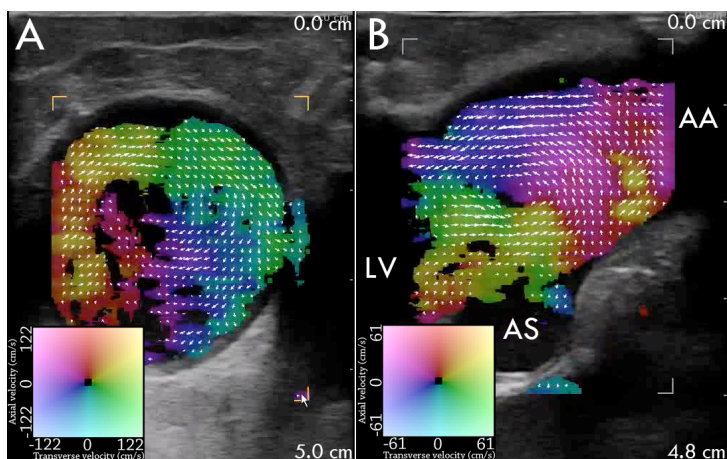 A
0.0 cm
B
0.0 cm
AA
LV
AS
Axial velocity (cm/s)
122
0
-122
-122 0 122
Transverse velocity (cm/s)
5.0 cm
Axial velocity (cm/s)
61
0
-61
-61 0 61
Transverse velocity (cm/s)
4.8 cm